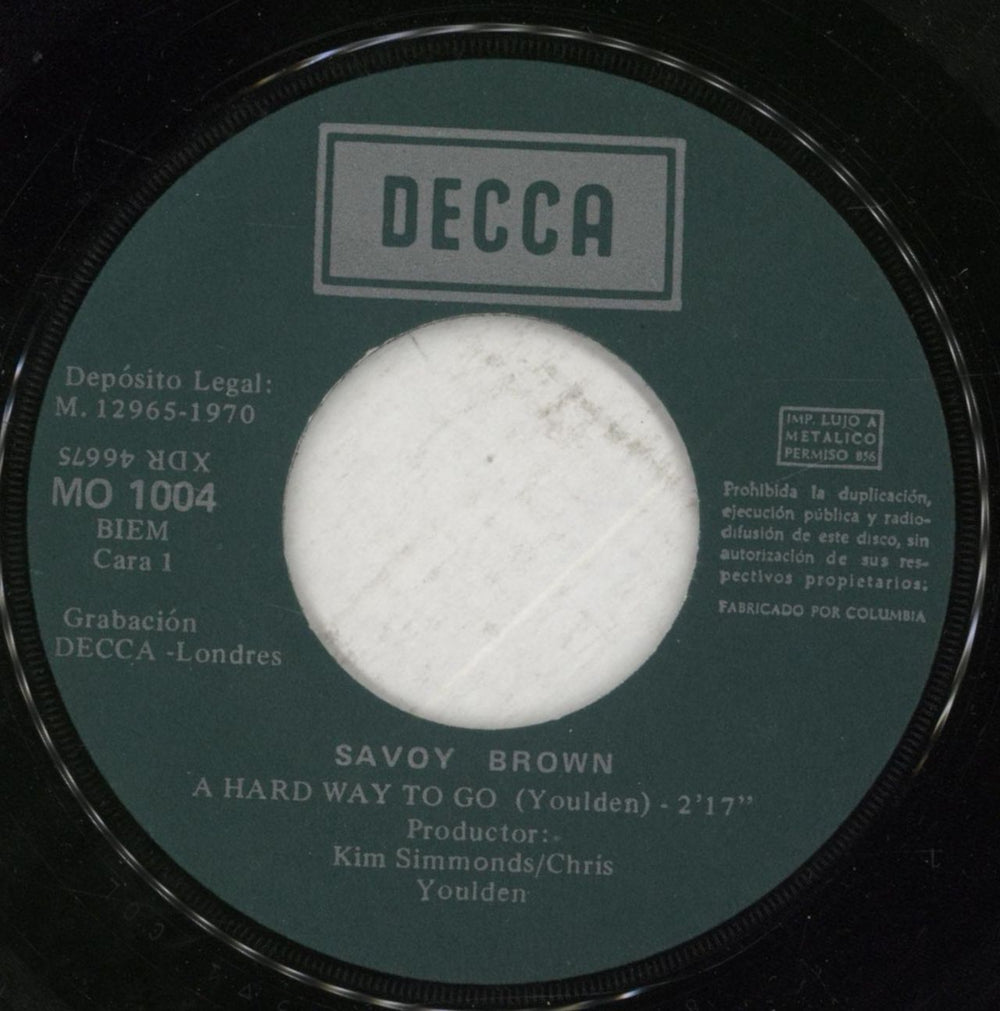 DECCA
Depósito Legal:
M. 12965-1970
XDR 46675
MO 1004
BIEM
Cara 1
Grabación
DECCA -Londres
IMP. LUJO A
METALICO
PERMISO 856
Prohibida la duplicación,
ejecución pública y radio-
difusión de este disco, sin
autorización de sus res-
pectivos propietarios.
FABRICADO POR COLUMBIA
SAVOY BROWN
A HARD WAY TO GO (Youlden) - 2'17"
Productor:-
Kim Simmonds/Chris
Youlden